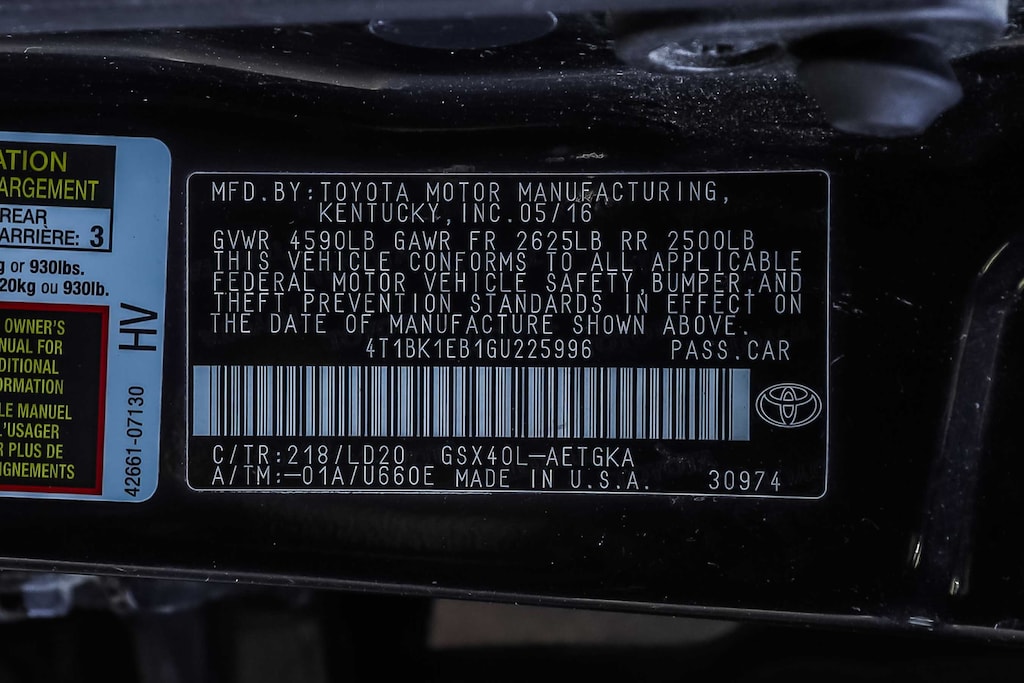 ATION
ARGEMENT
REAR
ARRIÈRE: 3
g or 930lbs.
20kg ou 930lb.
OWNER'S
NUAL FOR
DITIONAL
ORMATION
LE MANUEL
L'USAGER
R PLUS DE
IGNEMENTS
HV
42661-07130
MFD.BY:TOYOTA MOTOR MANUFACTURING,
KENTUCKY,INC.05/16
GVWR 4590LB GAWR FR 2625LB RR 2500LB
THIS VEHICLE CONFORMS TO ALL APPLICABLE
FEDERAL MOTOR VEHICLE SAFETY,BUMPER,AND
THEFT PREVENTION STANDARDS IN EFFECT ON
THE DATE OF MANUFACTURE SHOWN ABOVE.
4T1BK1EB1GU225996 PASS.CAR
C/TR:218/LD20 GSX40L-AETGKA
A/TM:-01A/U660E MADE IN U.S.A. 30974